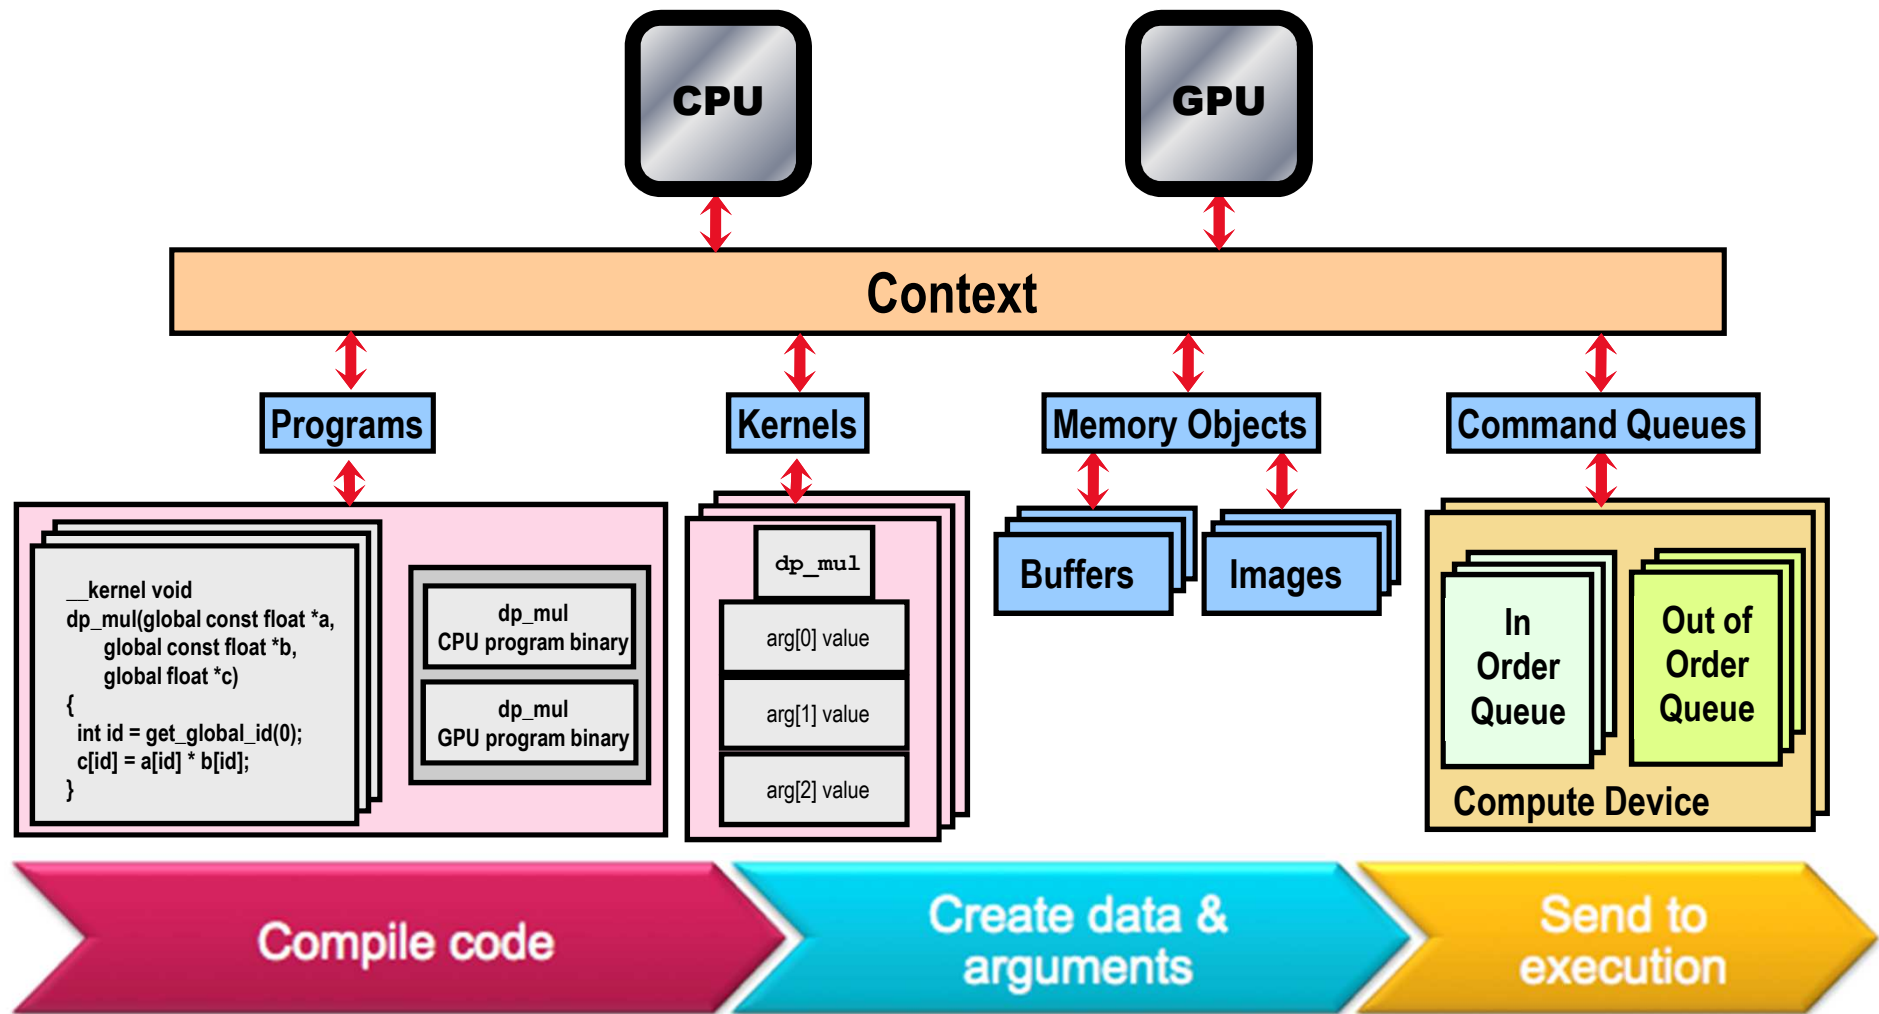 CPU
GPU
Context
Programs
Kernels
Memory Objects
Command Queues
__kernel void
dp_mul(global const float *a,
global const float *b,
global float *c)
{
int id = get_global_id(0);
c[id] = a[id] * b[id];
}
dp_mul
CPU program binary
dp_mul
GPU program binary
dp_mul
arg[0] value
arg[1] value
arg[2] value
Buffers
Images
In
Order
Queue
Out of
Order
Queue
Compute Device
Compile code
Create data &
arguments
Send to
execution